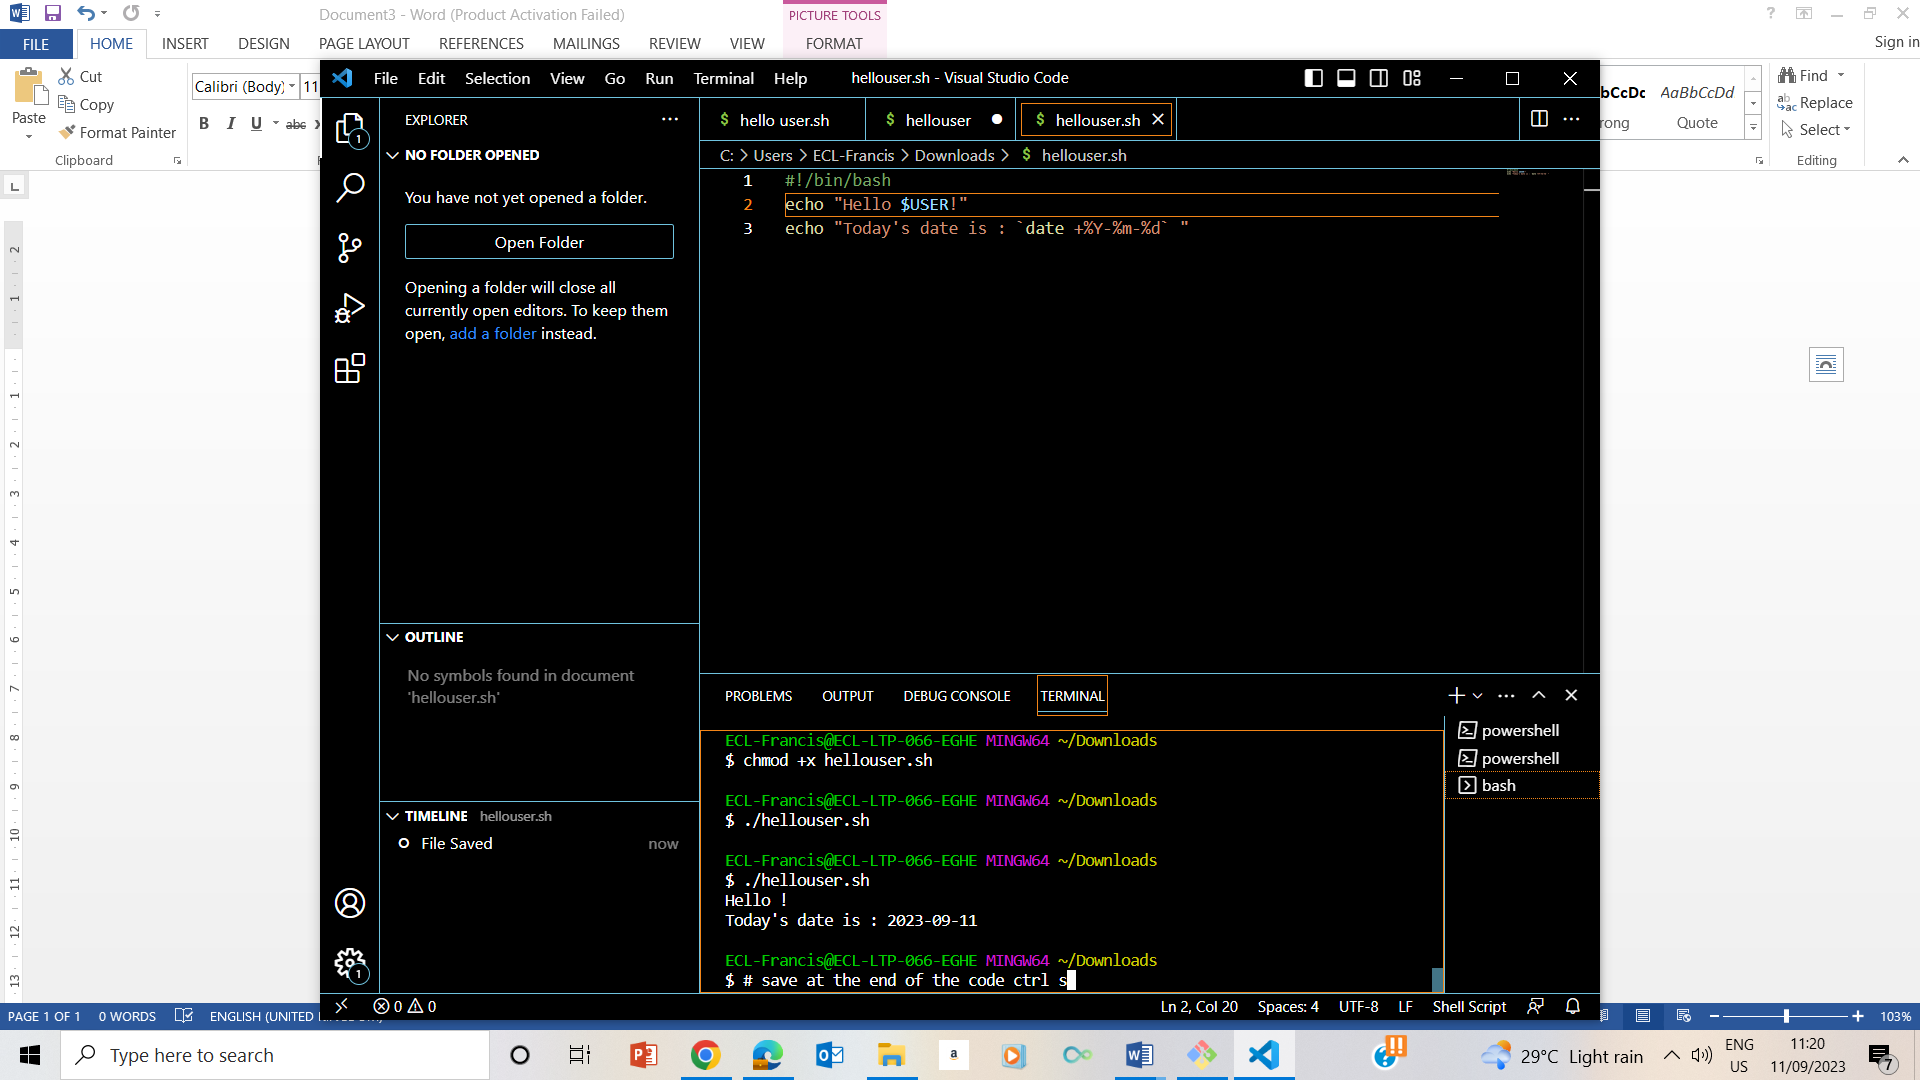 Document3 - Word (Product Activation Failed)
PICTURE TOOLS
FILE HOME INSERT DESIGN PAGE LAYOUT REFERENCES MAILINGS REVIEW VIEW FORMAT
Sign in
Paste
Cut
Copy
Format Painter
Clipboard
Calibri (Body) 11
B I U abc
AaBbCcDd
Quote
Find
Replace
Select
Editing
File Edit Selection View Go Run Terminal Help
hellouser.sh - Visual Studio Code
EXPLORER
NO FOLDER OPENED
You have not yet opened a folder.
Open Folder
Opening a folder will close all
currently open editors. To keep them
open, add a folder instead.
OUTLINE
No symbols found in document
'hellouser.sh'
TIMELINE hellouser.sh
File Saved now
$ hello user.sh $ hellouser $ hellouser.sh
C: > Users > ECL-Francis > Downloads > $ hellouser.sh
1 #!/bin/bash
2 echo "Hello $USER!"
3 echo "Today's date is : `date +%Y-%m-%d` "
PROBLEMS OUTPUT DEBUG CONSOLE TERMINAL
ECL-Francis@ECL-LTP-066-EGHE MINGW64 ~/Downloads
$ chmod +x hellouser.sh
ECL-Francis@ECL-LTP-066-EGHE MINGW64 ~/Downloads
$ ./hellouser.sh
ECL-Francis@ECL-LTP-066-EGHE MINGW64 ~/Downloads
$ ./hellouser.sh
Hello !
Today's date is : 2023-09-11
ECL-Francis@ECL-LTP-066-EGHE MINGW64 ~/Downloads
$ # save at the end of the code ctrl s
powershell
powershell
bash
0 0 Ln 2, Col 20 Spaces: 4 UTF-8 LF Shell Script
PAGE 1 OF 1 0 WORDS ENGLISH (UNITED 103%
Type here to search
29°C Light rain
ENG
US
11:20
11/09/2023
7